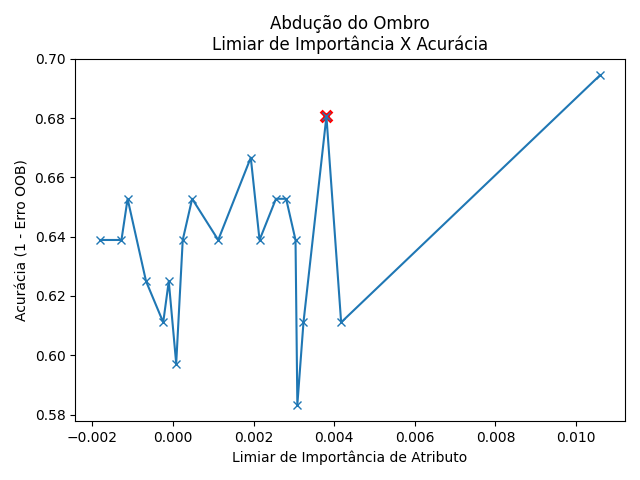 Abdução do Ombro
Limiar de Importância X Acurácia
0.70
0.68
0.66
0.64
0.62
0.60
0.58
Acurácia (1 - Erro OOB)
−0.002 0.000 0.002 0.004 0.006 0.008 0.010
Limiar de Importância de Atributo